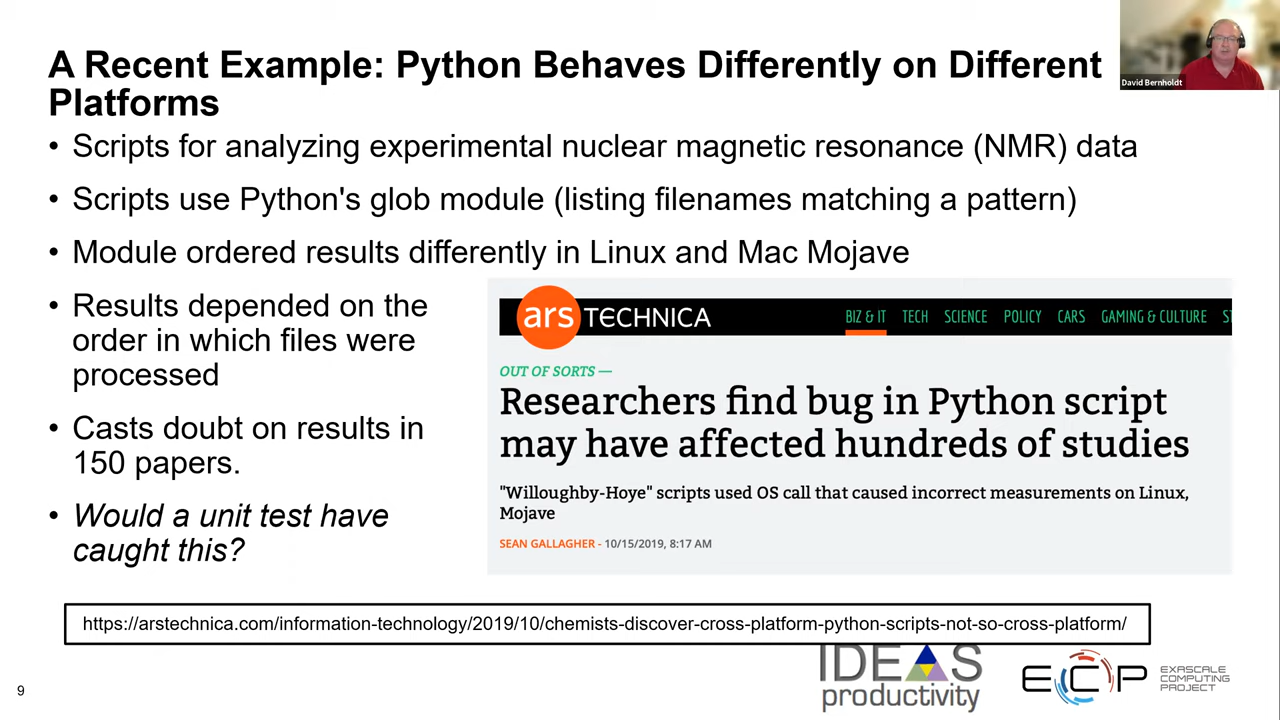 A Recent Example: Python Behaves Differently on Different
Platforms
David Bernholdt
• Scripts for analyzing experimental nuclear magnetic resonance (NMR) data
• Scripts use Python's glob module (listing filenames matching a pattern)
• Module ordered results differently in Linux and Mac Mojave
• Results depended on the
order in which files were
processed
• Casts doubt on results in
150 papers.
• Would a unit test have
caught this?
ars TECHNICA
BIZ & IT TECH SCIENCE POLICY CARS GAMING & CULTURE
OUT OF SORTS —
Researchers find bug in Python script
may have affected hundreds of studies
"Willoughby-Hoye" scripts used OS call that caused incorrect measurements on Linux,
Mojave
SEAN GALLAGHER - 10/15/2019, 8:17 AM
https://arstechnica.com/information-technology/2019/10/chemists-discover-cross-platform-python-scripts-not-so-cross-platform/
9
IDEAS
productivity
ECP
EXASCALE
COMPUTING
PROJECT